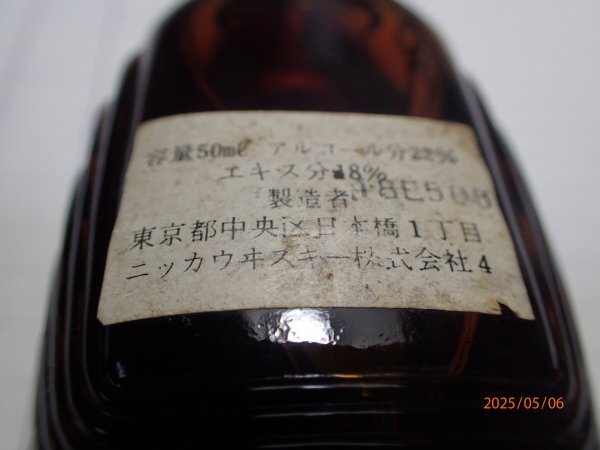 容量50mℓ アルコール分22%
エキス分18%
製造者
東京都中央区日本橋1丁目
ニッカウヰスキー株式会社4
2025/05/06